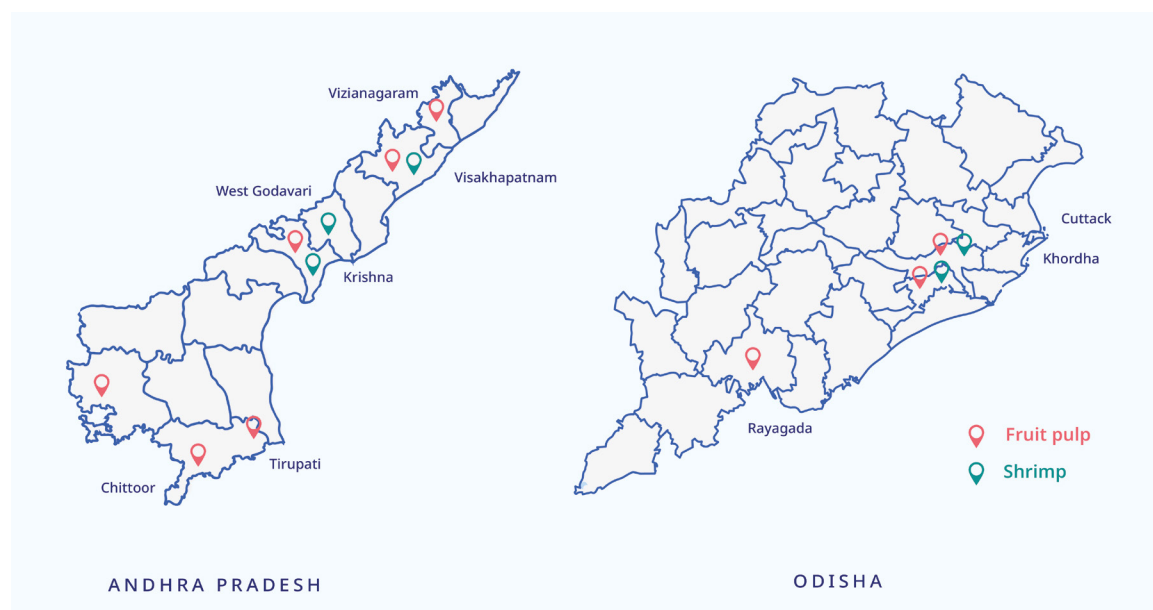 Vizianagaram
Visakhapatnam
West Godavari
Krishna
Tirupati
Chittoor
ANDHRA PRADESH
Cuttack
Khordha
Rayagada
Fruit pulp
Shrimp
ODISHA